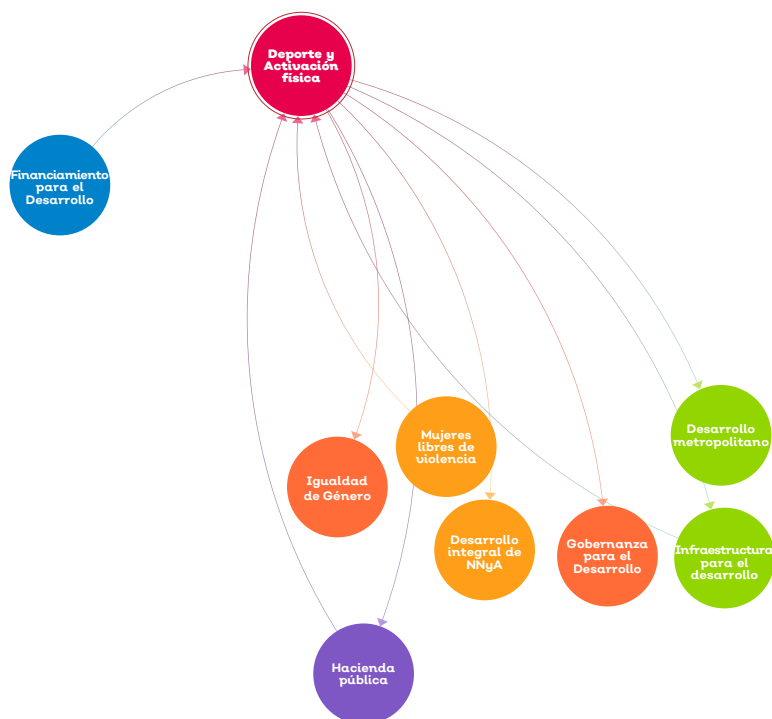 Deporte y
Activación
física
Financiamiento
para el
Desarrollo
Desarrollo
metropolitano
Mujeres
libres de
violencia
Igualdad
de Género
Desarrollo
integral de
NNyA
Gobernanza
para el
Desarrollo
Infraestructura
para el
desarrollo
Hacienda
pública